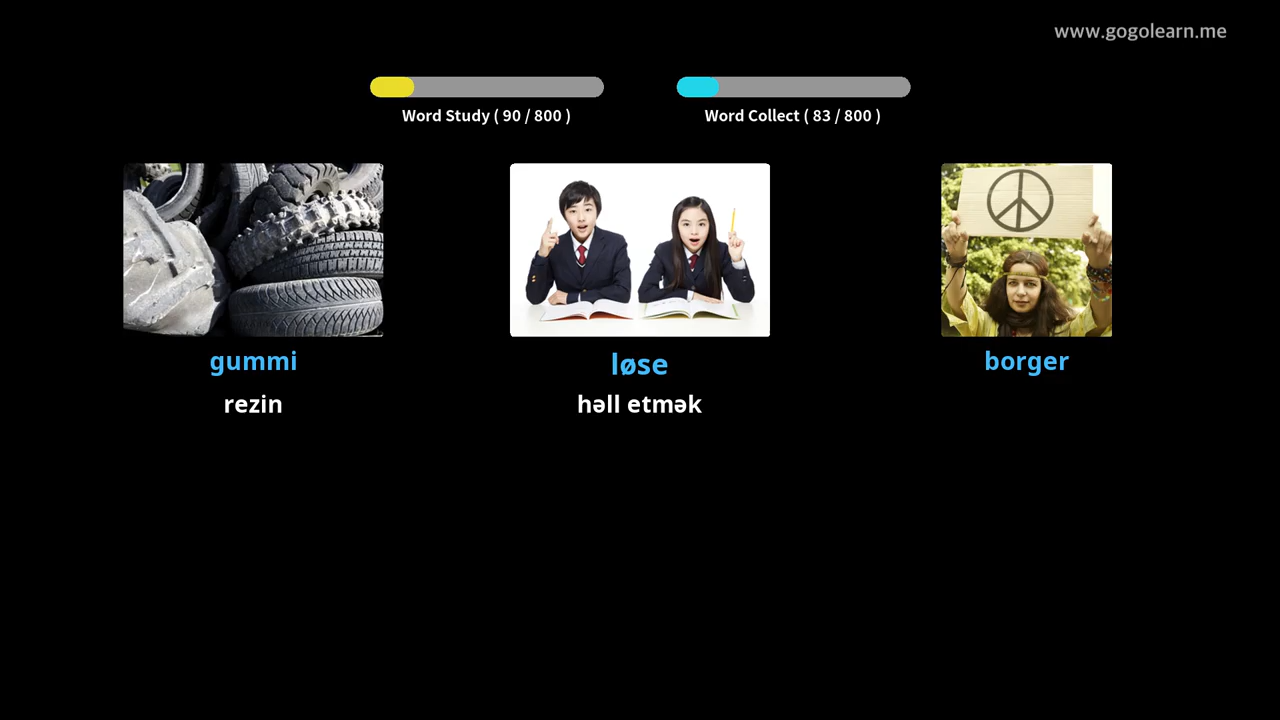 www.gogolearn.me
Word Study ( 90 / 800 )
Word Collect ( 83 / 800 )
gummi
løse
borger
rezin
həll etmək